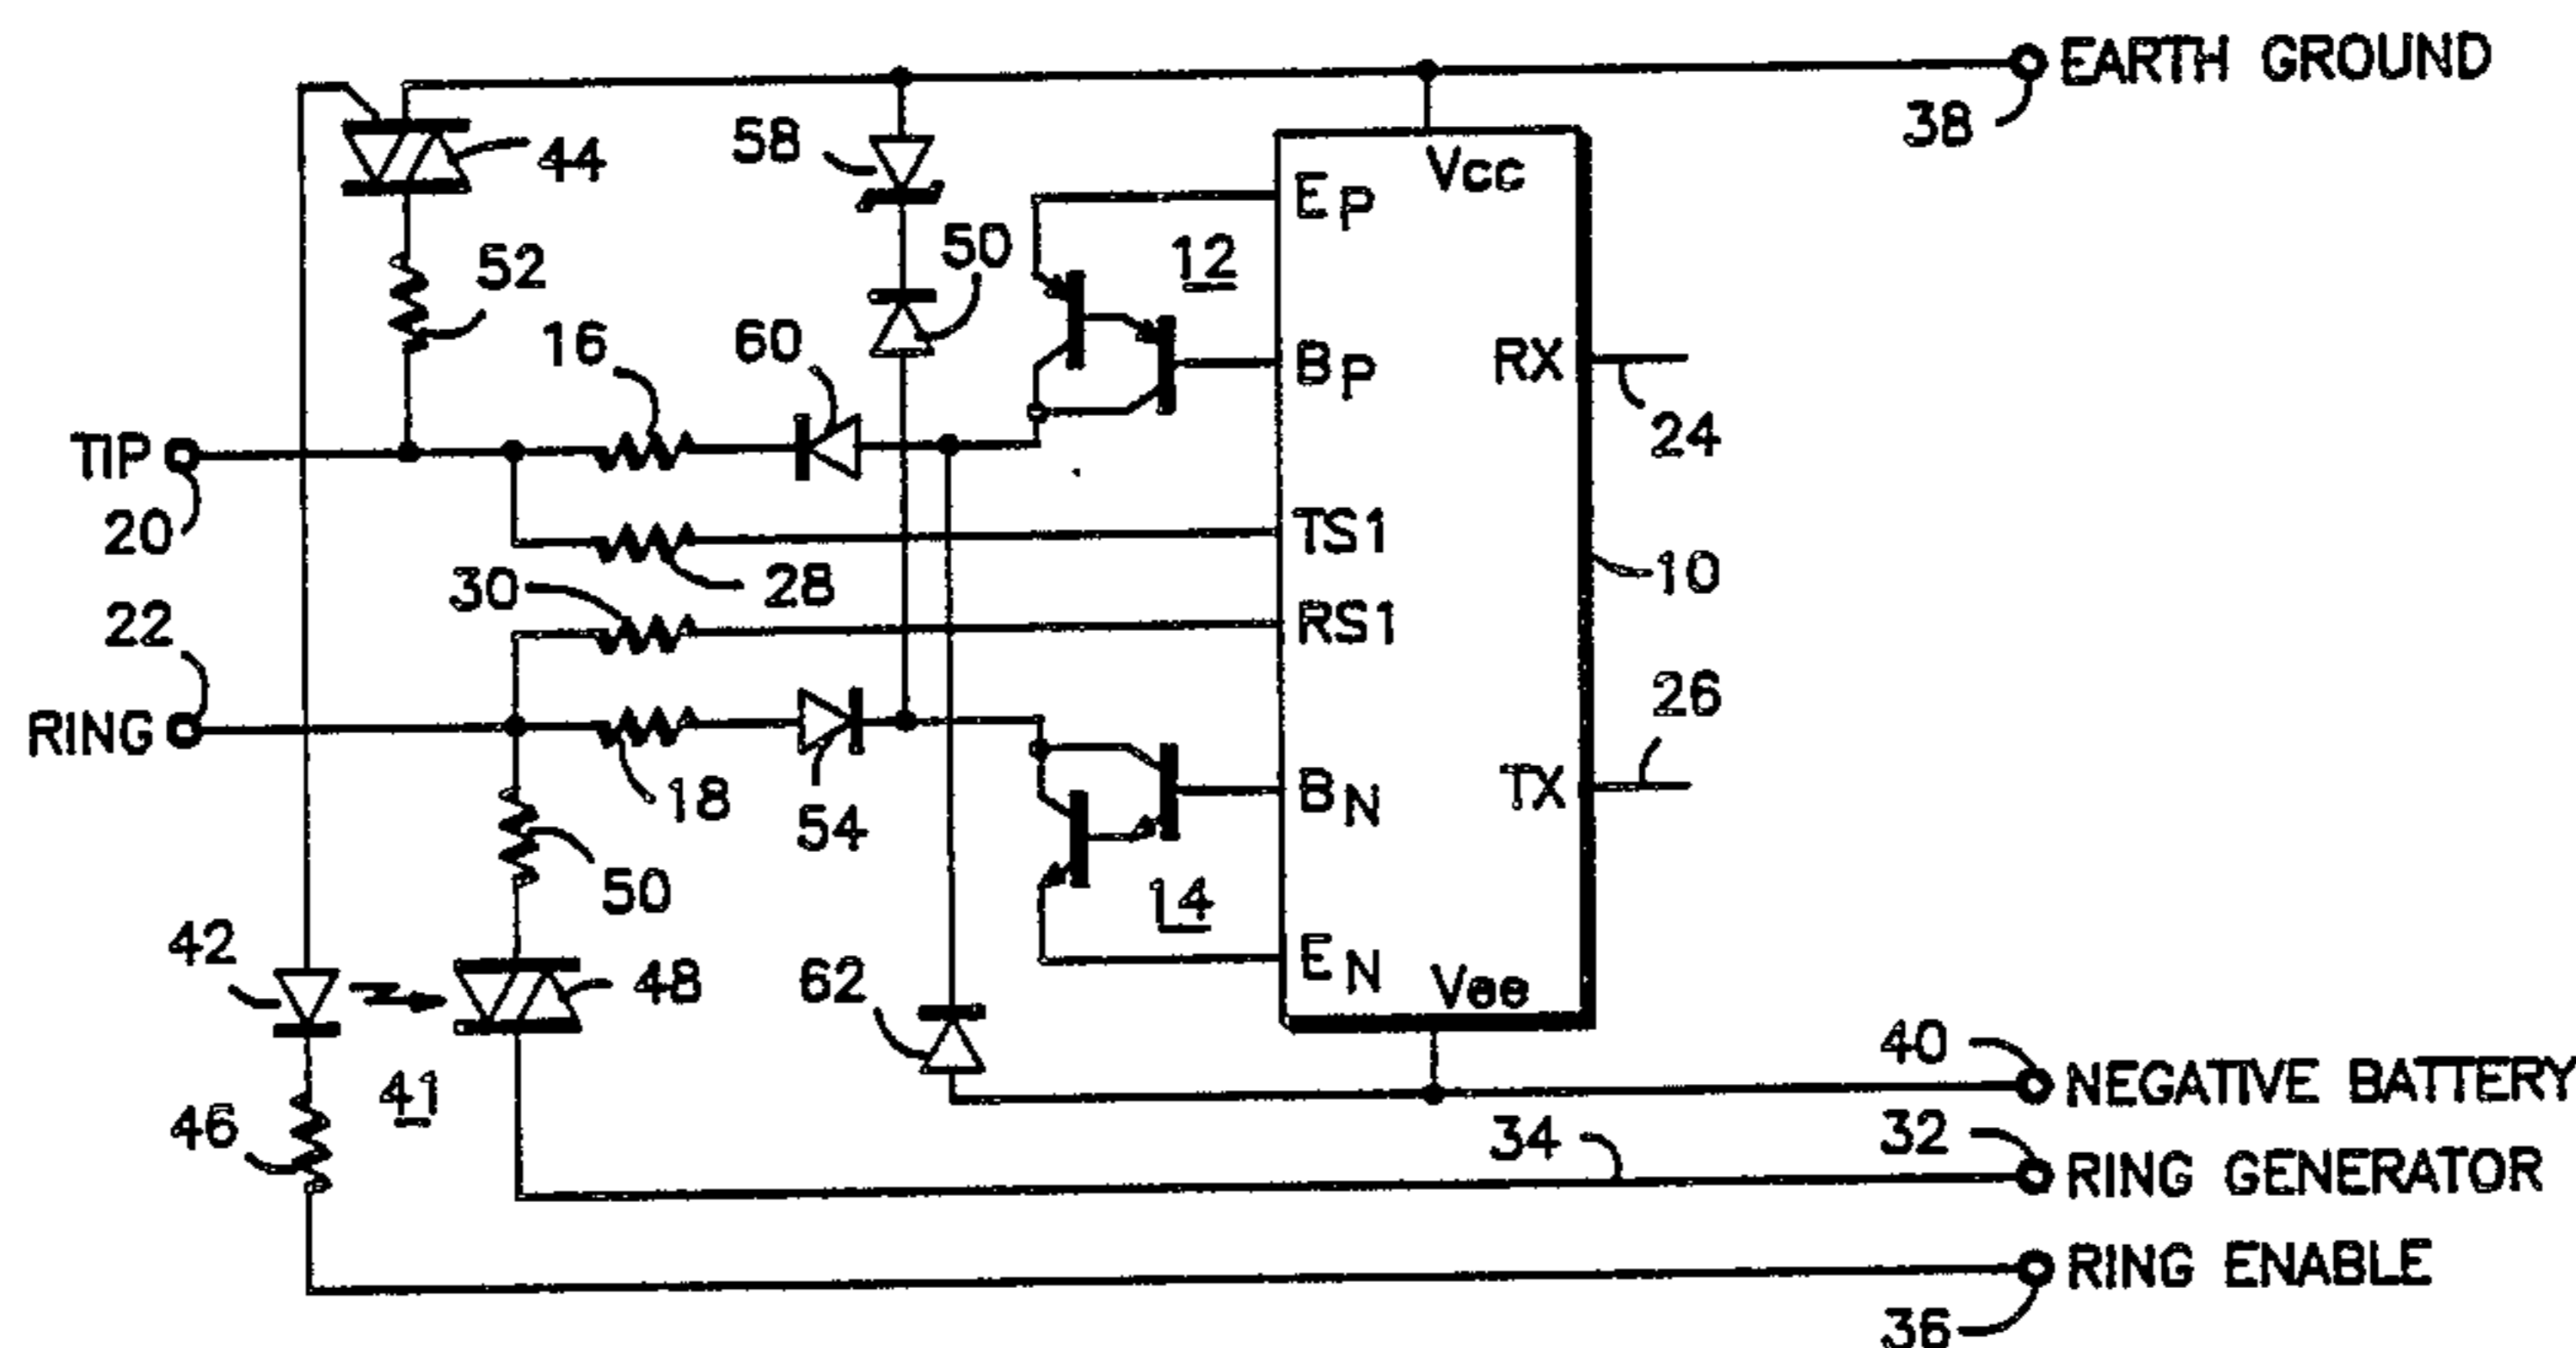 EARTH GROUND
38
58
44
Vcc
EP
12
50
52
16
60
BP
RX
24
TIP
20
TS1
28
10
30
RS1
22
RING
26
18
54
BN
TX
50
14
42
48
62
EN
Vee
40
NEGATIVE BATTERY
41
46
34
32
RING GENERATOR
RING ENABLE
36